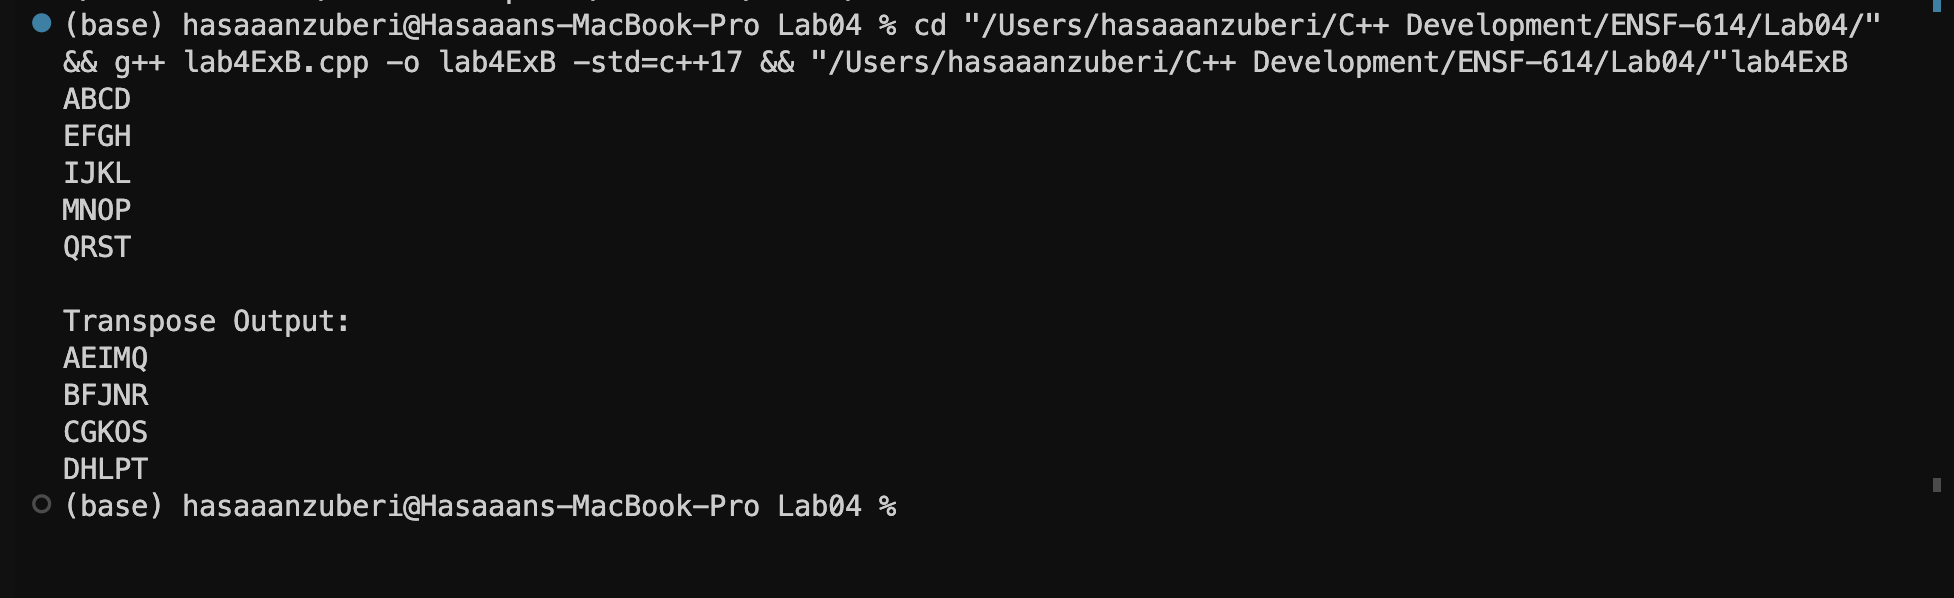 (base) hasaaanzuberi@Hasaaans-MacBook-Pro Lab04 % cd "/Users/hasaaanzuberi/C++ Development/ENSF-614/Lab04/"
&& g++ lab4ExB.cpp -o lab4ExB -std=c++17 && "/Users/hasaaanzuberi/C++ Development/ENSF-614/Lab04/"lab4ExB
ABCD
EFGH
IJKL
MNOP
QRST

Transpose Output:
AEIMQ
BFJNR
CGKOS
DHLPT
(base) hasaaanzuberi@Hasaaans-MacBook-Pro Lab04 %